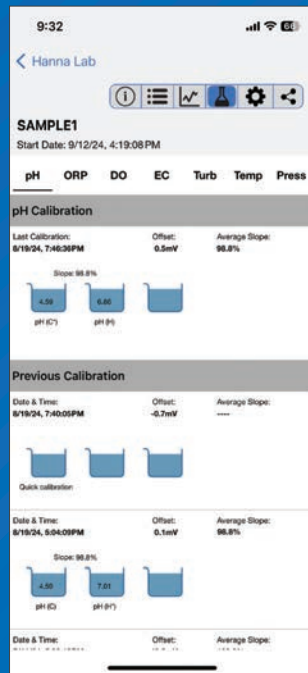 9:32
Hanna Lab
SAMPLE1
Start Date: 9/12/24, 4:19:08 PM
pH ORP DO EC Turb Temp Press
pH Calibration
Last Calibration: Offset: Average Slope:
8/19/24, 7:46:36PM 0.5mV 98.8%
Slope: 98.8%
4.59 6.86
pH (C*) pH (H)
Previous Calibration
Date & Time: Offset: Average Slope:
8/19/24, 7:40:05PM -0.7mV ----
Quick calibration
Date & Time: Offset: Average Slope:
8/19/24, 5:04:09PM 0.1mV 98.8%
Slope: 98.8%
4.59 7.01
pH (C) pH (H*)
Date & Time: Offset: Average Slope: